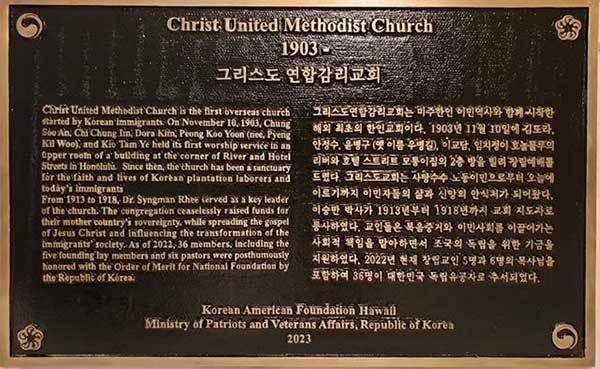 Christ United Methodist Church
1903 -
그리스도 연합감리교회
Christ United Methodist Church is the first overseas church
started by Korean immigrants. On November 10, 1903, Chung
Soo An, Chi Chung Im, Dora Kim, Peong Koo Yoon (nee, Pyeng
Kil Woo), and Kio Tam Ye held its first worship service in an
upper room of a building at the corner of River and Hotel
Streets in Honolulu. Since then, the church has been a sanctuary
for the faith and lives of Korean plantation laborers and
today's immigrants
From 1913 to 1918, Dr. Syngman Rhee served as a key leader
of the church. The congregation ceaselessly raised funds for
their mother country's sovereignty, while spreading the gospel
of Jesus Christ and influencing the transformation of the
immigrants' society. As of 2022, 36 members, including the
five founding lay members and six pastors were posthumously
honored with the Order of Merit for National Foundation by
the Republic of Korea.
그리스도연합감리교회는 미주한인 이민역사와 함께 시작한
해외 최초의 한인교회이다. 1903년 11월 10일에 김도라,
안정수, 윤병구 (옛 이름 우병길), 이교담, 임치정이 호놀룰루의
리버와 호텔 스트리트 모퉁이집의 2층 방을 빌려 창립예배를
드렸다. 그리스도교회는 사탕수수 노동이민으로부터 오늘에
이르기까지 이민자들의 삶과 신앙의 안식처가 되어왔다.
이승만 박사가 1913년부터 1918년까지 교회 지도자로
봉사하였다. 교인들은 복음증거와 이민사회를 이끌어가는
사회적 책임을 맡아하면서 조국의 독립을 위한 기금을
지원하였다. 2022년 현재 창립교인 5명과 6명의 목사님을
포함하여 36명이 대한민국 독립유공자로 추서되었다.
Korean American Foundation Hawaii
Ministry of Patriots and Veterans Affairs, Republic of Korea
2023